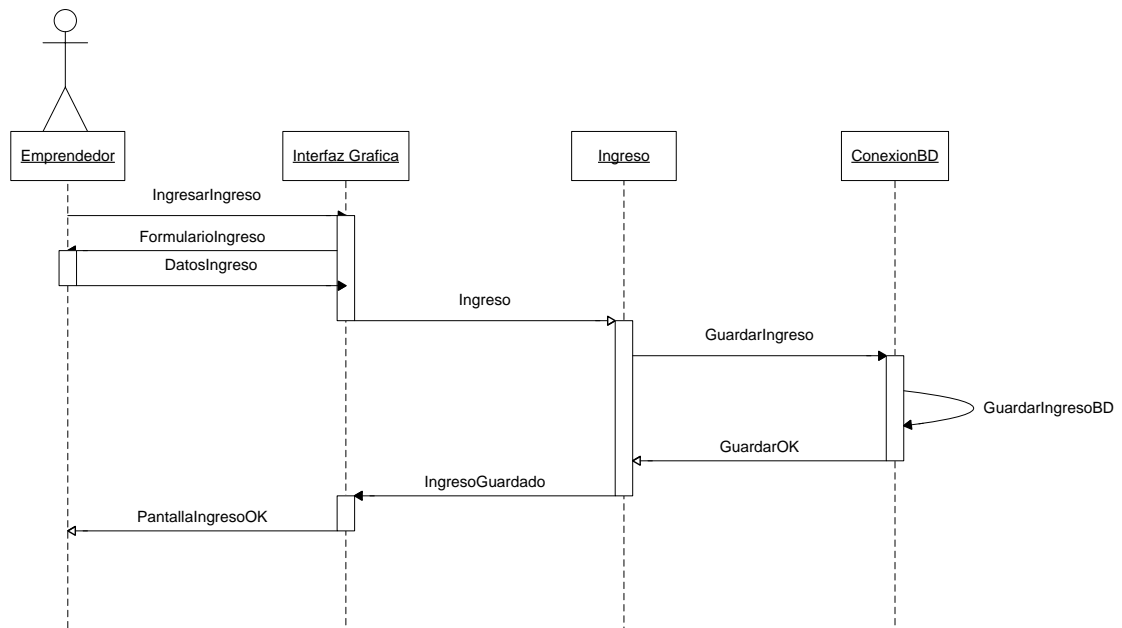 Emprendedor
Interfaz Grafica
Ingreso
ConexionBD
IngresarIngreso
FormularioIngreso
DatosIngreso
Ingreso
GuardarIngreso
GuardarIngresoBD
GuardarOK
IngresoGuardado
PantallaIngresoOK